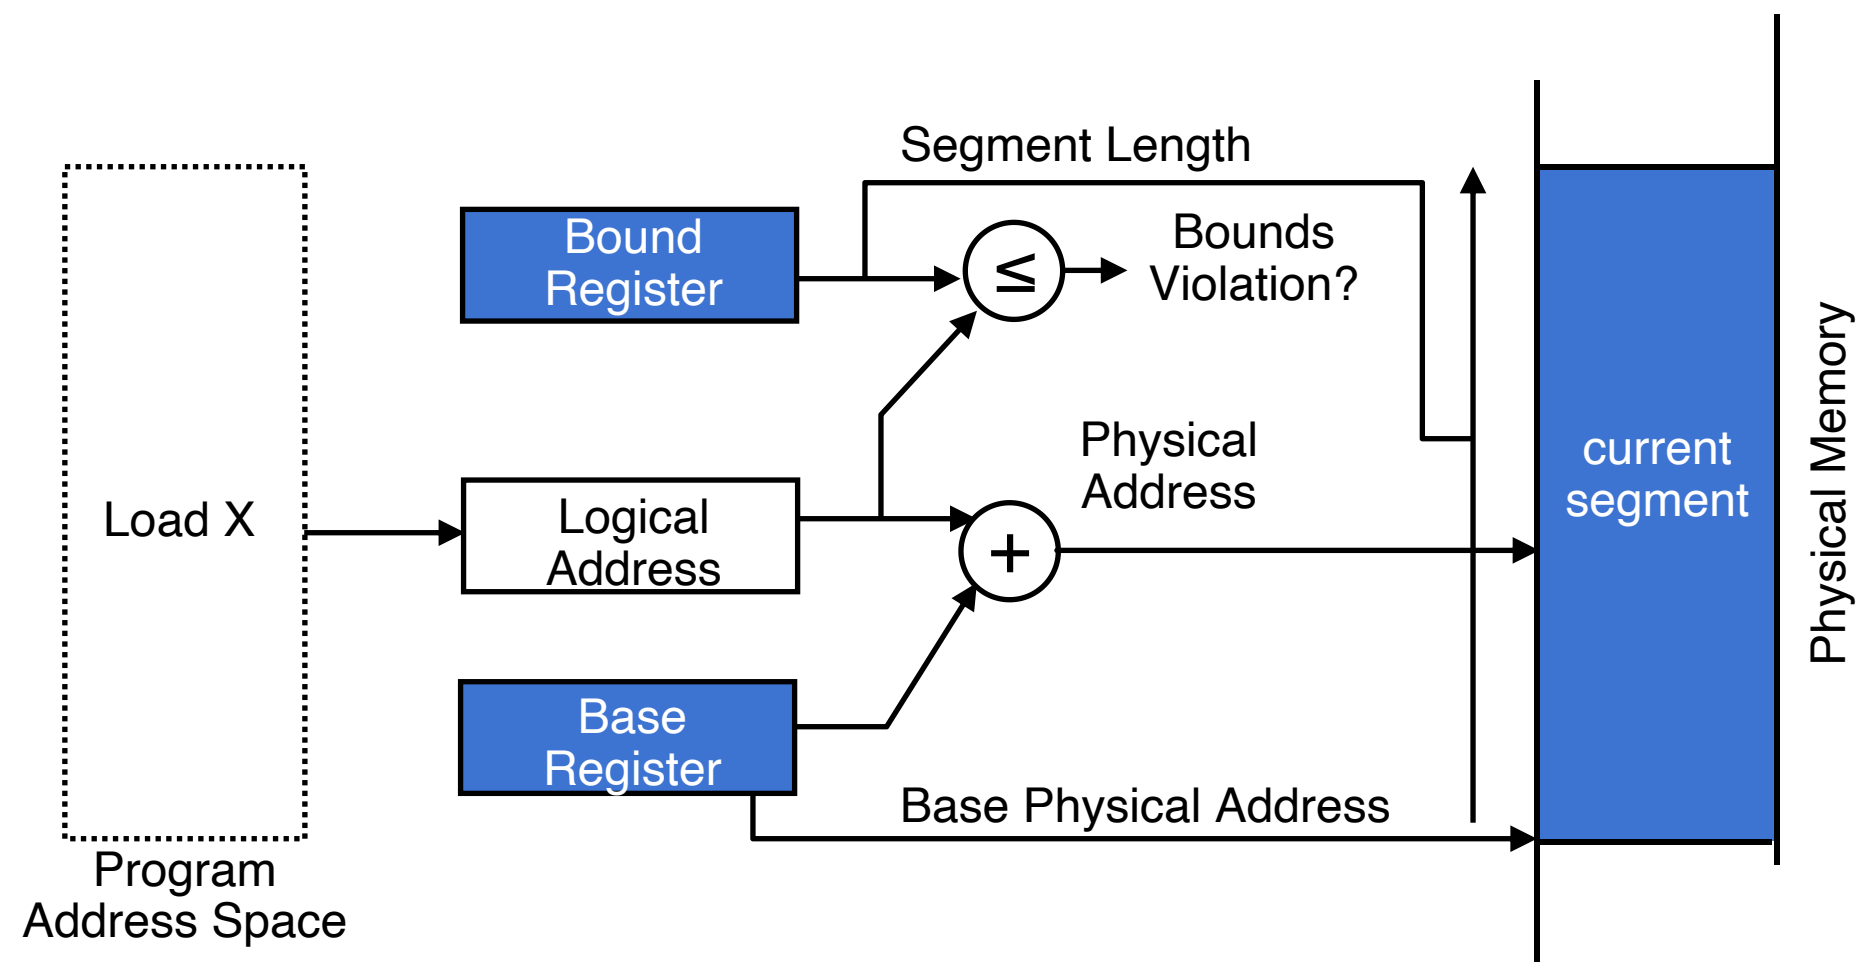 Segment Length
Bound
Register
≤
Bounds
Violation?
Load X
Logical
Address
Physical
Address
+
current
segment
Physical Memory
Base
Register
Base Physical Address
Program
Address Space